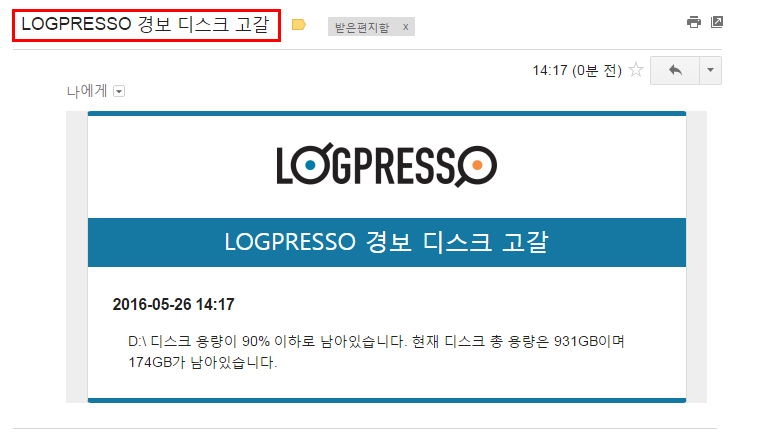 LOGPRESSO 경보 디스크 고갈
받은편지함 x
14:17 (0분 전)
나에게
LOGPRESSO
LOGPRESSO 경보 디스크 고갈
2016-05-26 14:17
D:\ 디스크 용량이 90% 이하로 남아있습니다. 현재 디스크 총 용량은 931GB이며
174GB가 남아있습니다.